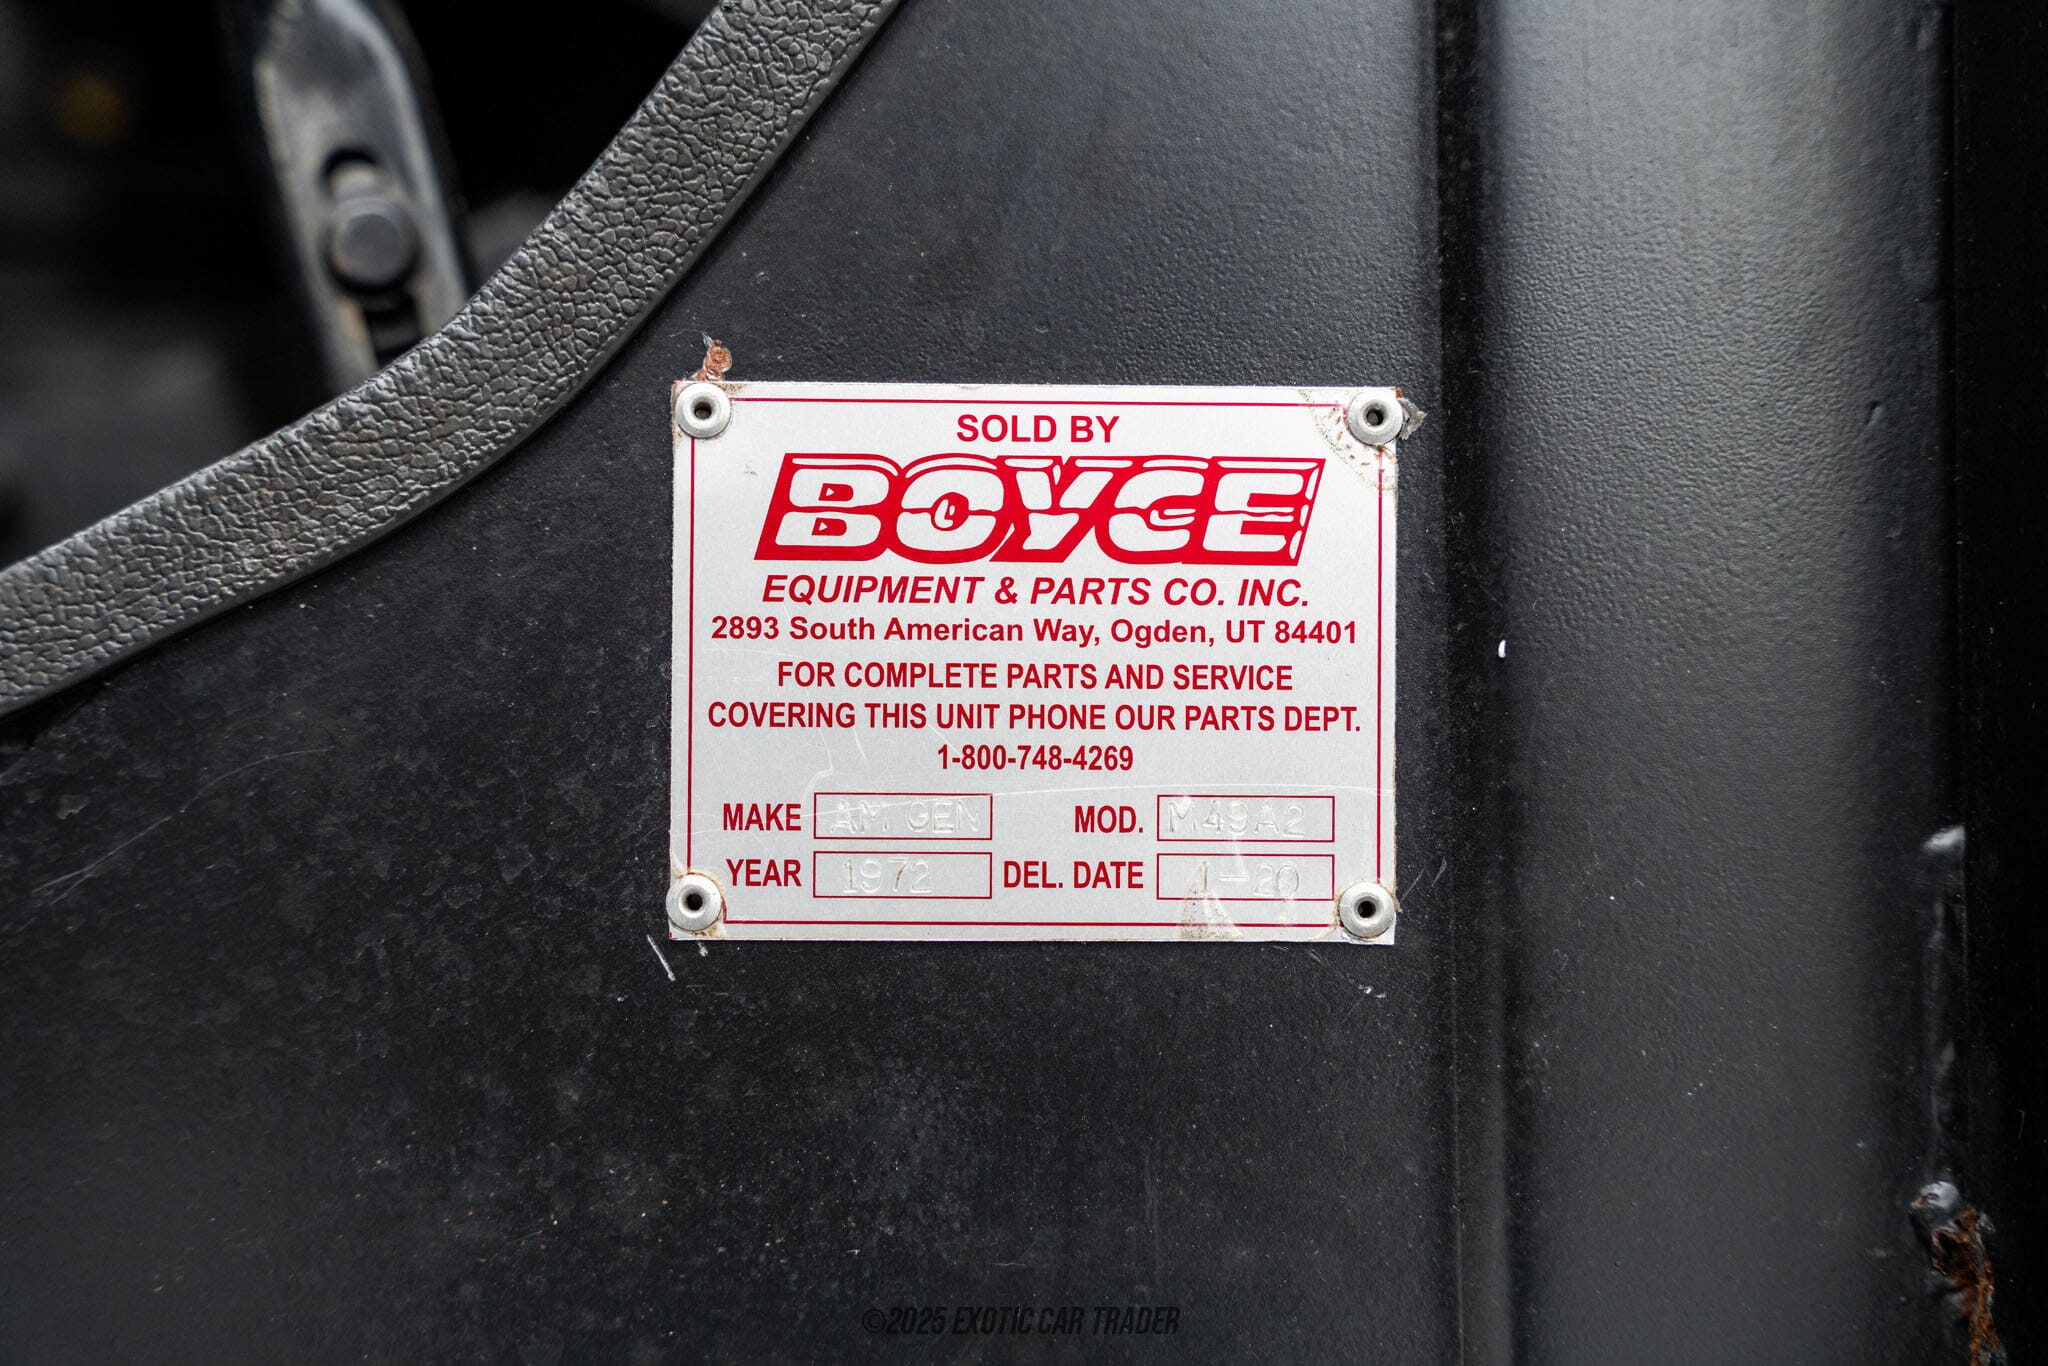 SOLD BY
BOYCE
EQUIPMENT & PARTS CO. INC.
2893 South American Way, Ogden, UT 84401
FOR COMPLETE PARTS AND SERVICE
COVERING THIS UNIT PHONE OUR PARTS DEPT.
1-800-748-4269
MAKE AM GEN MOD. M49A2
YEAR 1972 DEL. DATE 1-20
©2025 EXOTIC CAR TRADER